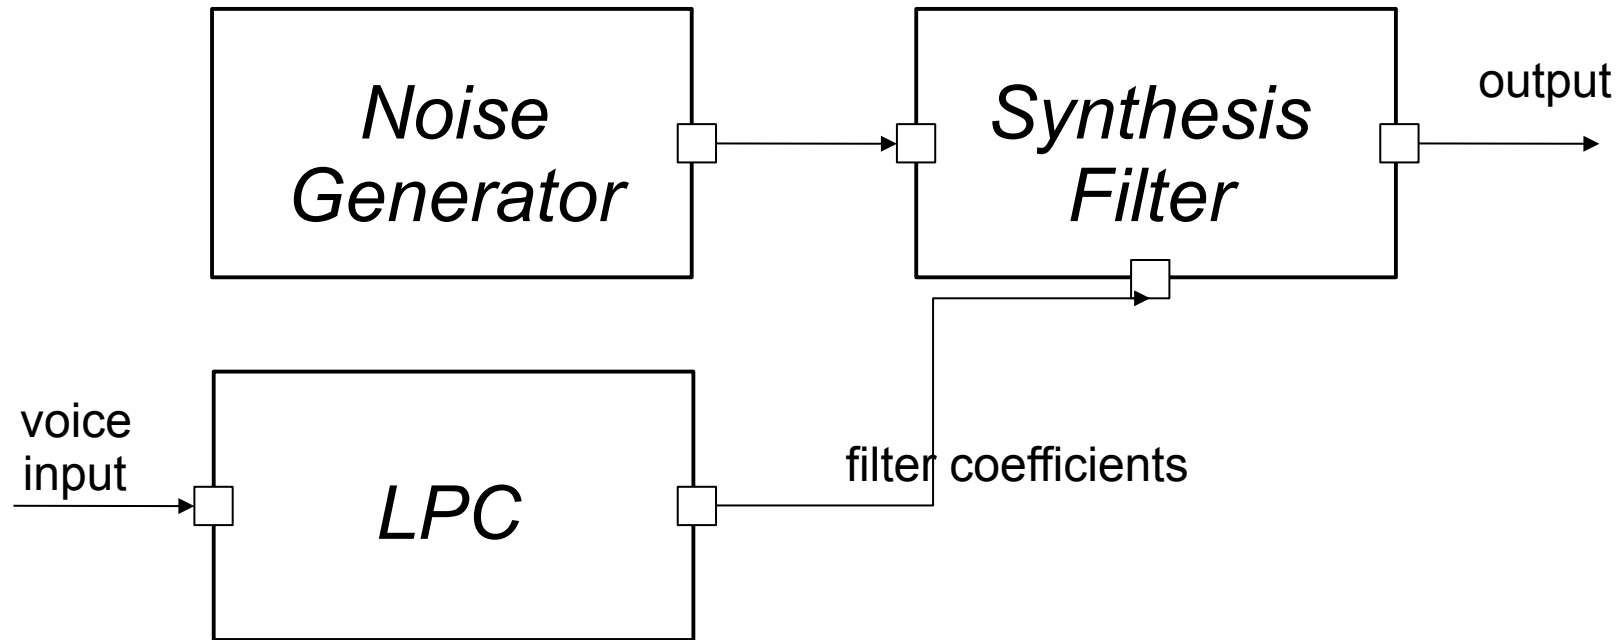 Noise
Generator
Synthesis
Filter
output
voice
input
LPC
filter coefficients